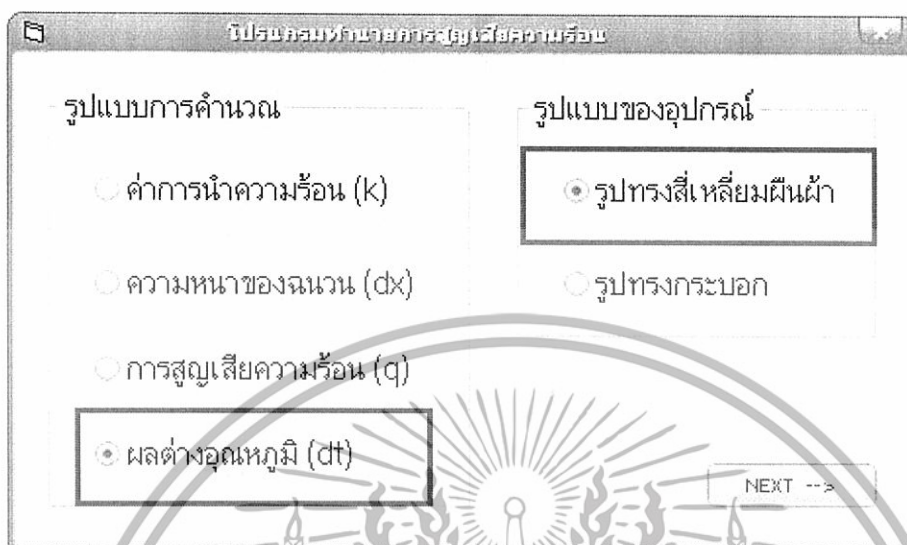 โปรแกรมทำนายการสูญเสียความร้อน
รูปแบบการคำนวณ
ค่าการนำความร้อน (k)
ความหนาของฉนวน (dx)
การสูญเสียความร้อน (q)
ผลต่างอุณหภูมิ (dt)
รูปแบบของอุปกรณ์
รูปทรงสี่เหลี่ยมผืนผ้า
รูปทรงกระบอก
NEXT -->